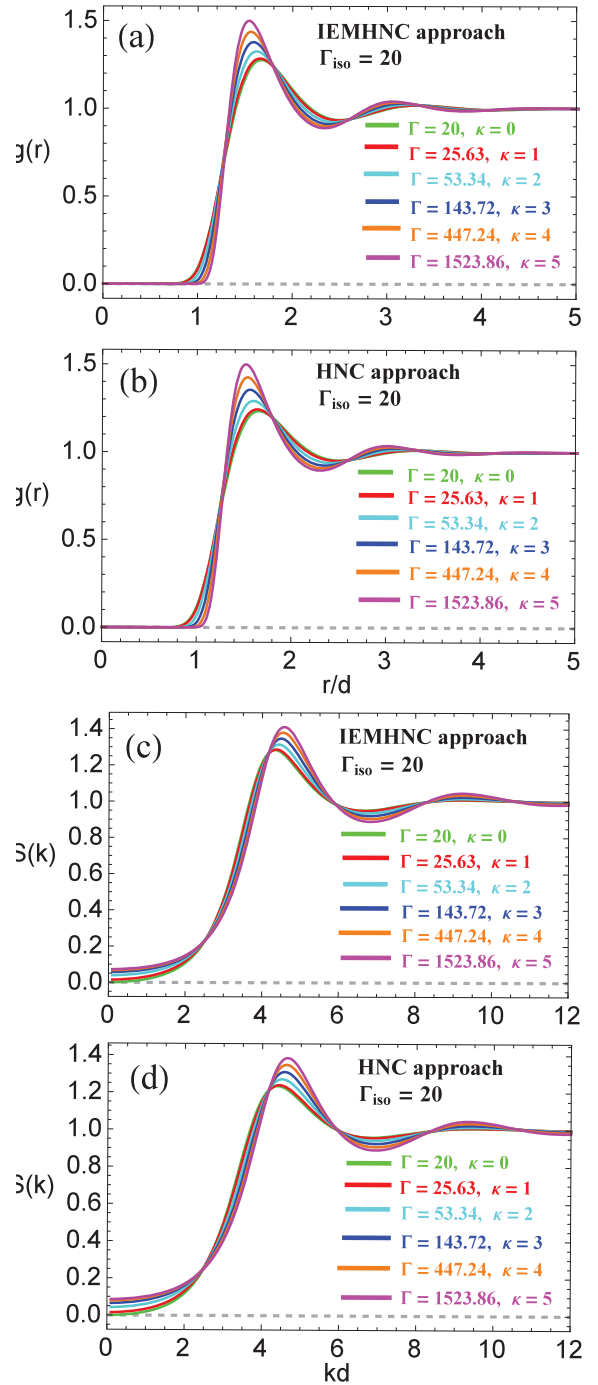 (a)
IEMHNC approach
Γiso = 20
1.5
1.0
0.5
0.0
g(r)
Γ = 20, κ = 0
Γ = 25.63, κ = 1
Γ = 53.34, κ = 2
Γ = 143.72, κ = 3
Γ = 447.24, κ = 4
Γ = 1523.86, κ = 5
0 1 2 3 4 5
(b)
HNC approach
Γiso = 20
1.5
1.0
0.5
0.0
g(r)
Γ = 20, κ = 0
Γ = 25.63, κ = 1
Γ = 53.34, κ = 2
Γ = 143.72, κ = 3
Γ = 447.24, κ = 4
Γ = 1523.86, κ = 5
0 1 2 3 4 5
r/d
(c)
IEMHNC approach
Γiso = 20
1.4
1.2
1.0
0.8
0.6
0.4
0.2
0.0
S(k)
Γ = 20, κ = 0
Γ = 25.63, κ = 1
Γ = 53.34, κ = 2
Γ = 143.72, κ = 3
Γ = 447.24, κ = 4
Γ = 1523.86, κ = 5
0 2 4 6 8 10 12
(d)
HNC approach
Γiso = 20
1.4
1.2
1.0
0.8
0.6
0.4
0.2
0.0
S(k)
Γ = 20, κ = 0
Γ = 25.63, κ = 1
Γ = 53.34, κ = 2
Γ = 143.72, κ = 3
Γ = 447.24, κ = 4
Γ = 1523.86, κ = 5
0 2 4 6 8 10 12
kd